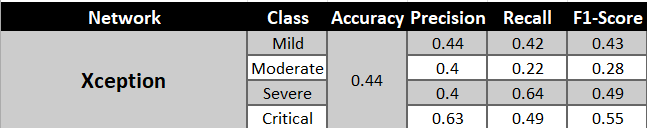 Network Class Accuracy Precision Recall F1-Score
Mild 0.44 0.42 0.43
Moderate 0.4 0.22 0.28
Xception 0.44
Severe 0.4 0.64 0.49
Critical 0.63 0.49 0.55